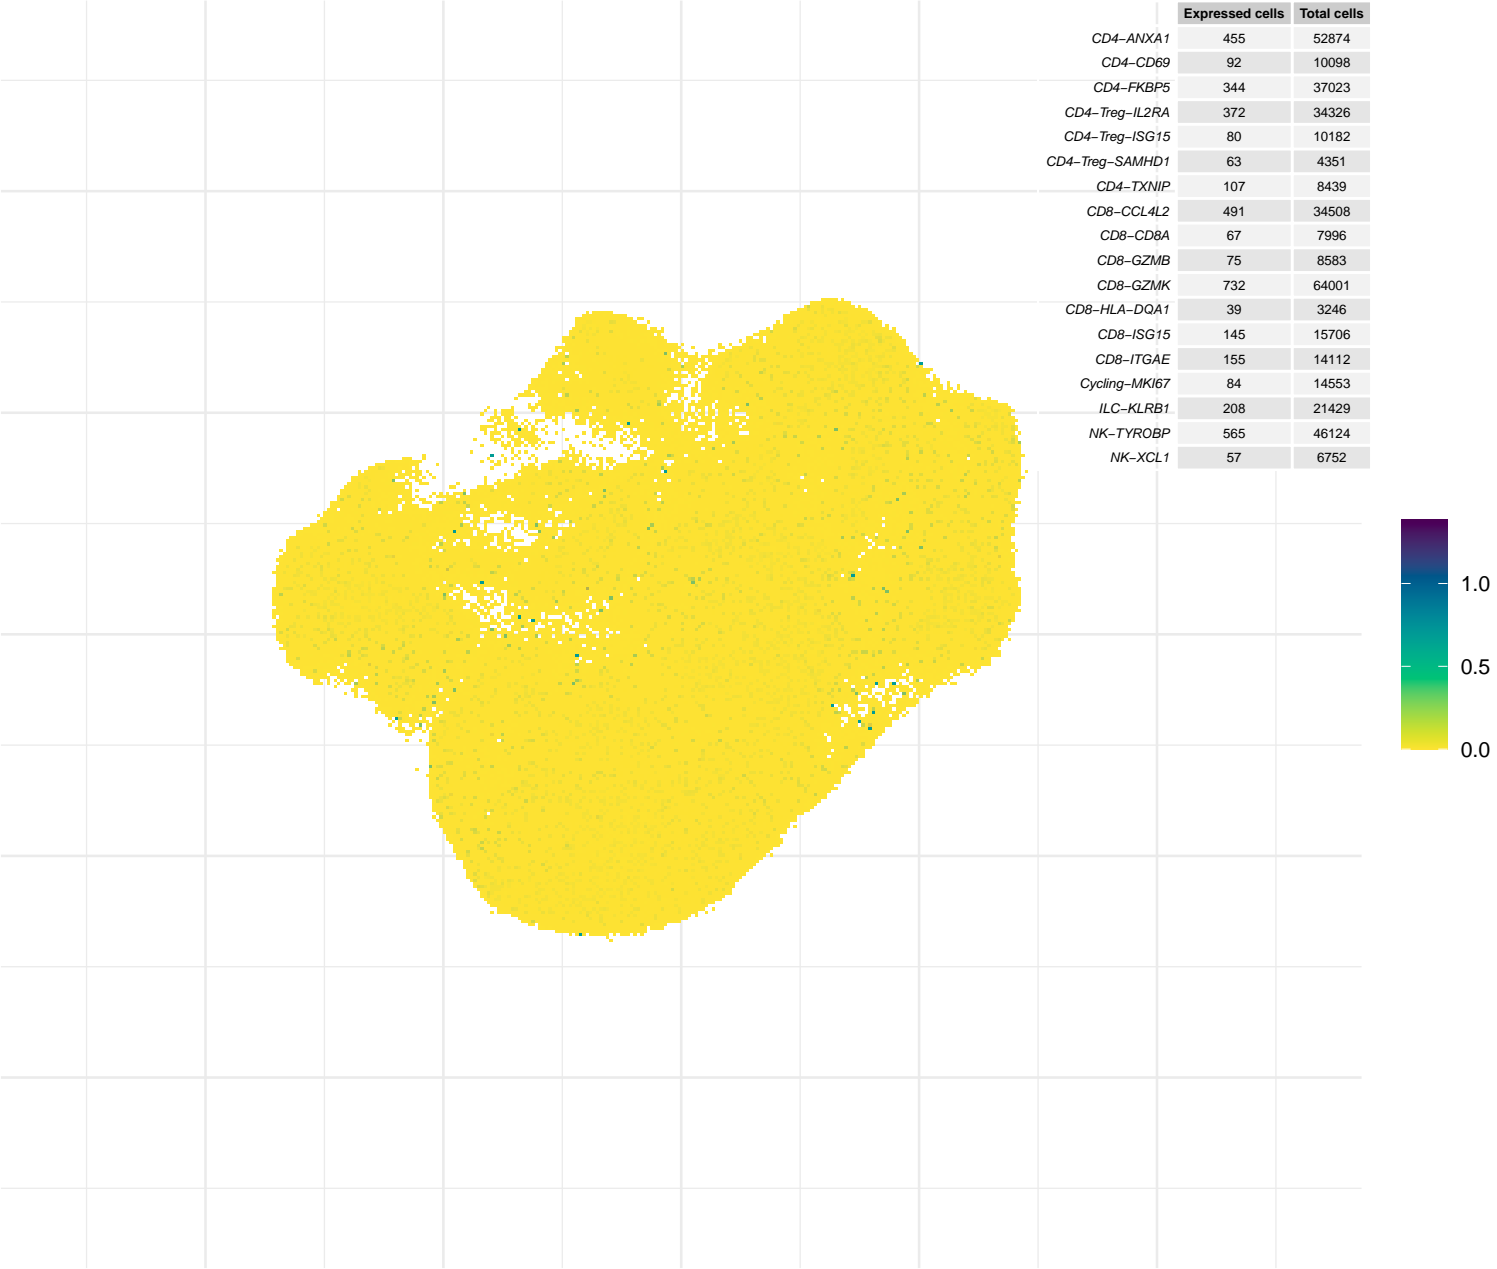 Expressed cells Total cells
CD4−ANXA1 455 52874
CD4−CD69 92 10098
CD4−FKBP5 344 37023
CD4−Treg−IL2RA 372 34326
CD4−Treg−ISG15 80 10182
CD4−Treg−SAMHD1 63 4351
CD4−TXNIP 107 8439
CD8−CCL4L2 491 34508
CD8−CD8A 67 7996
CD8−GZMB 75 8583
CD8−GZMK 732 64001
CD8−HLA−DQA1 39 3246
CD8−ISG15 145 15706
CD8−ITGAE 155 14112
Cycling−MKI67 84 14553
ILC−KLRB1 208 21429
NK−TYROBP 565 46124
NK−XCL1 57 6752
1.0
0.5
0.0